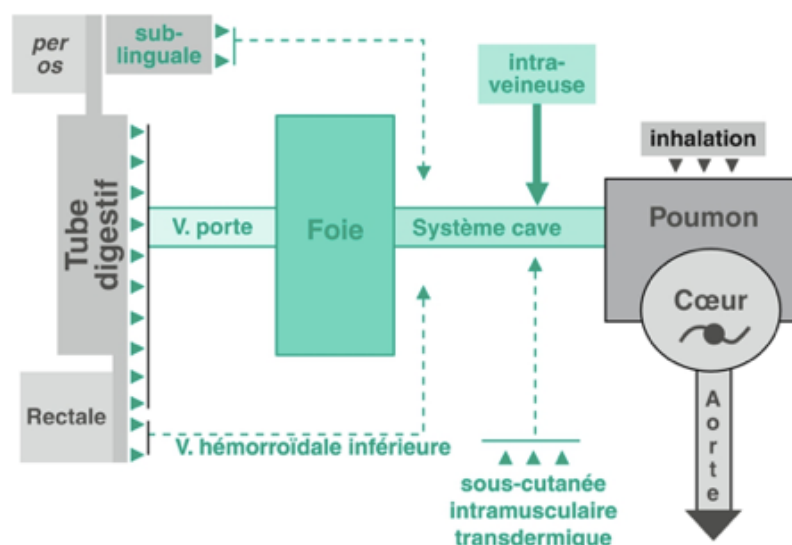 per
os
sub-
linguale
intra-
veineuse
inhalation
Tube
digestif
V. porte
Foie
Système cave
Poumon
Cœur
Rectale
V. hémorroïdale inférieure
sous-cutanée
intramusculaire
transdermique
Aorte